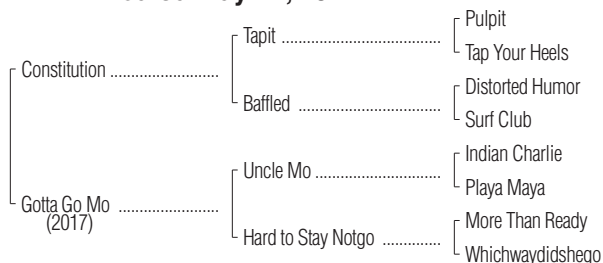 Pulpit
Tapit
Tap Your Heels
Constitution
Distorted Humor
Baffled
Surf Club
Indian Charlie
Uncle Mo
Playa Maya
Gotta Go Mo
(2017)
More Than Ready
Hard to Stay Notgo
Whichwaydidshego